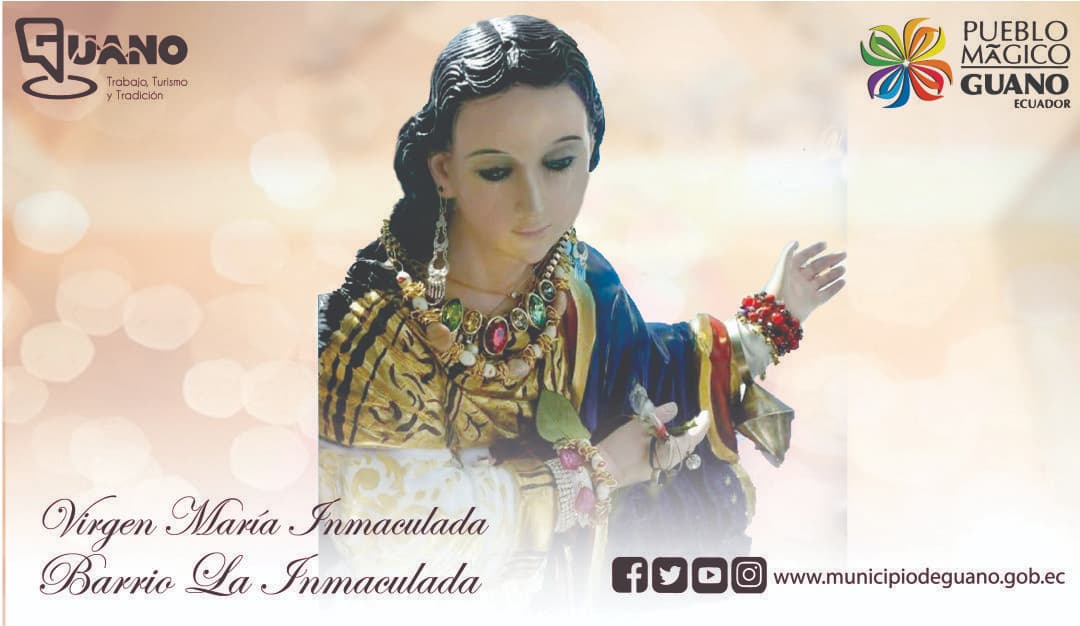 GUANO
Trabajo, Turismo
y Tradición
PUEBLO
MÁGICO
GUANO
ECUADOR
Virgen María Inmaculada
Barrio La Inmaculada
www.municipiodeguano.gob.ec